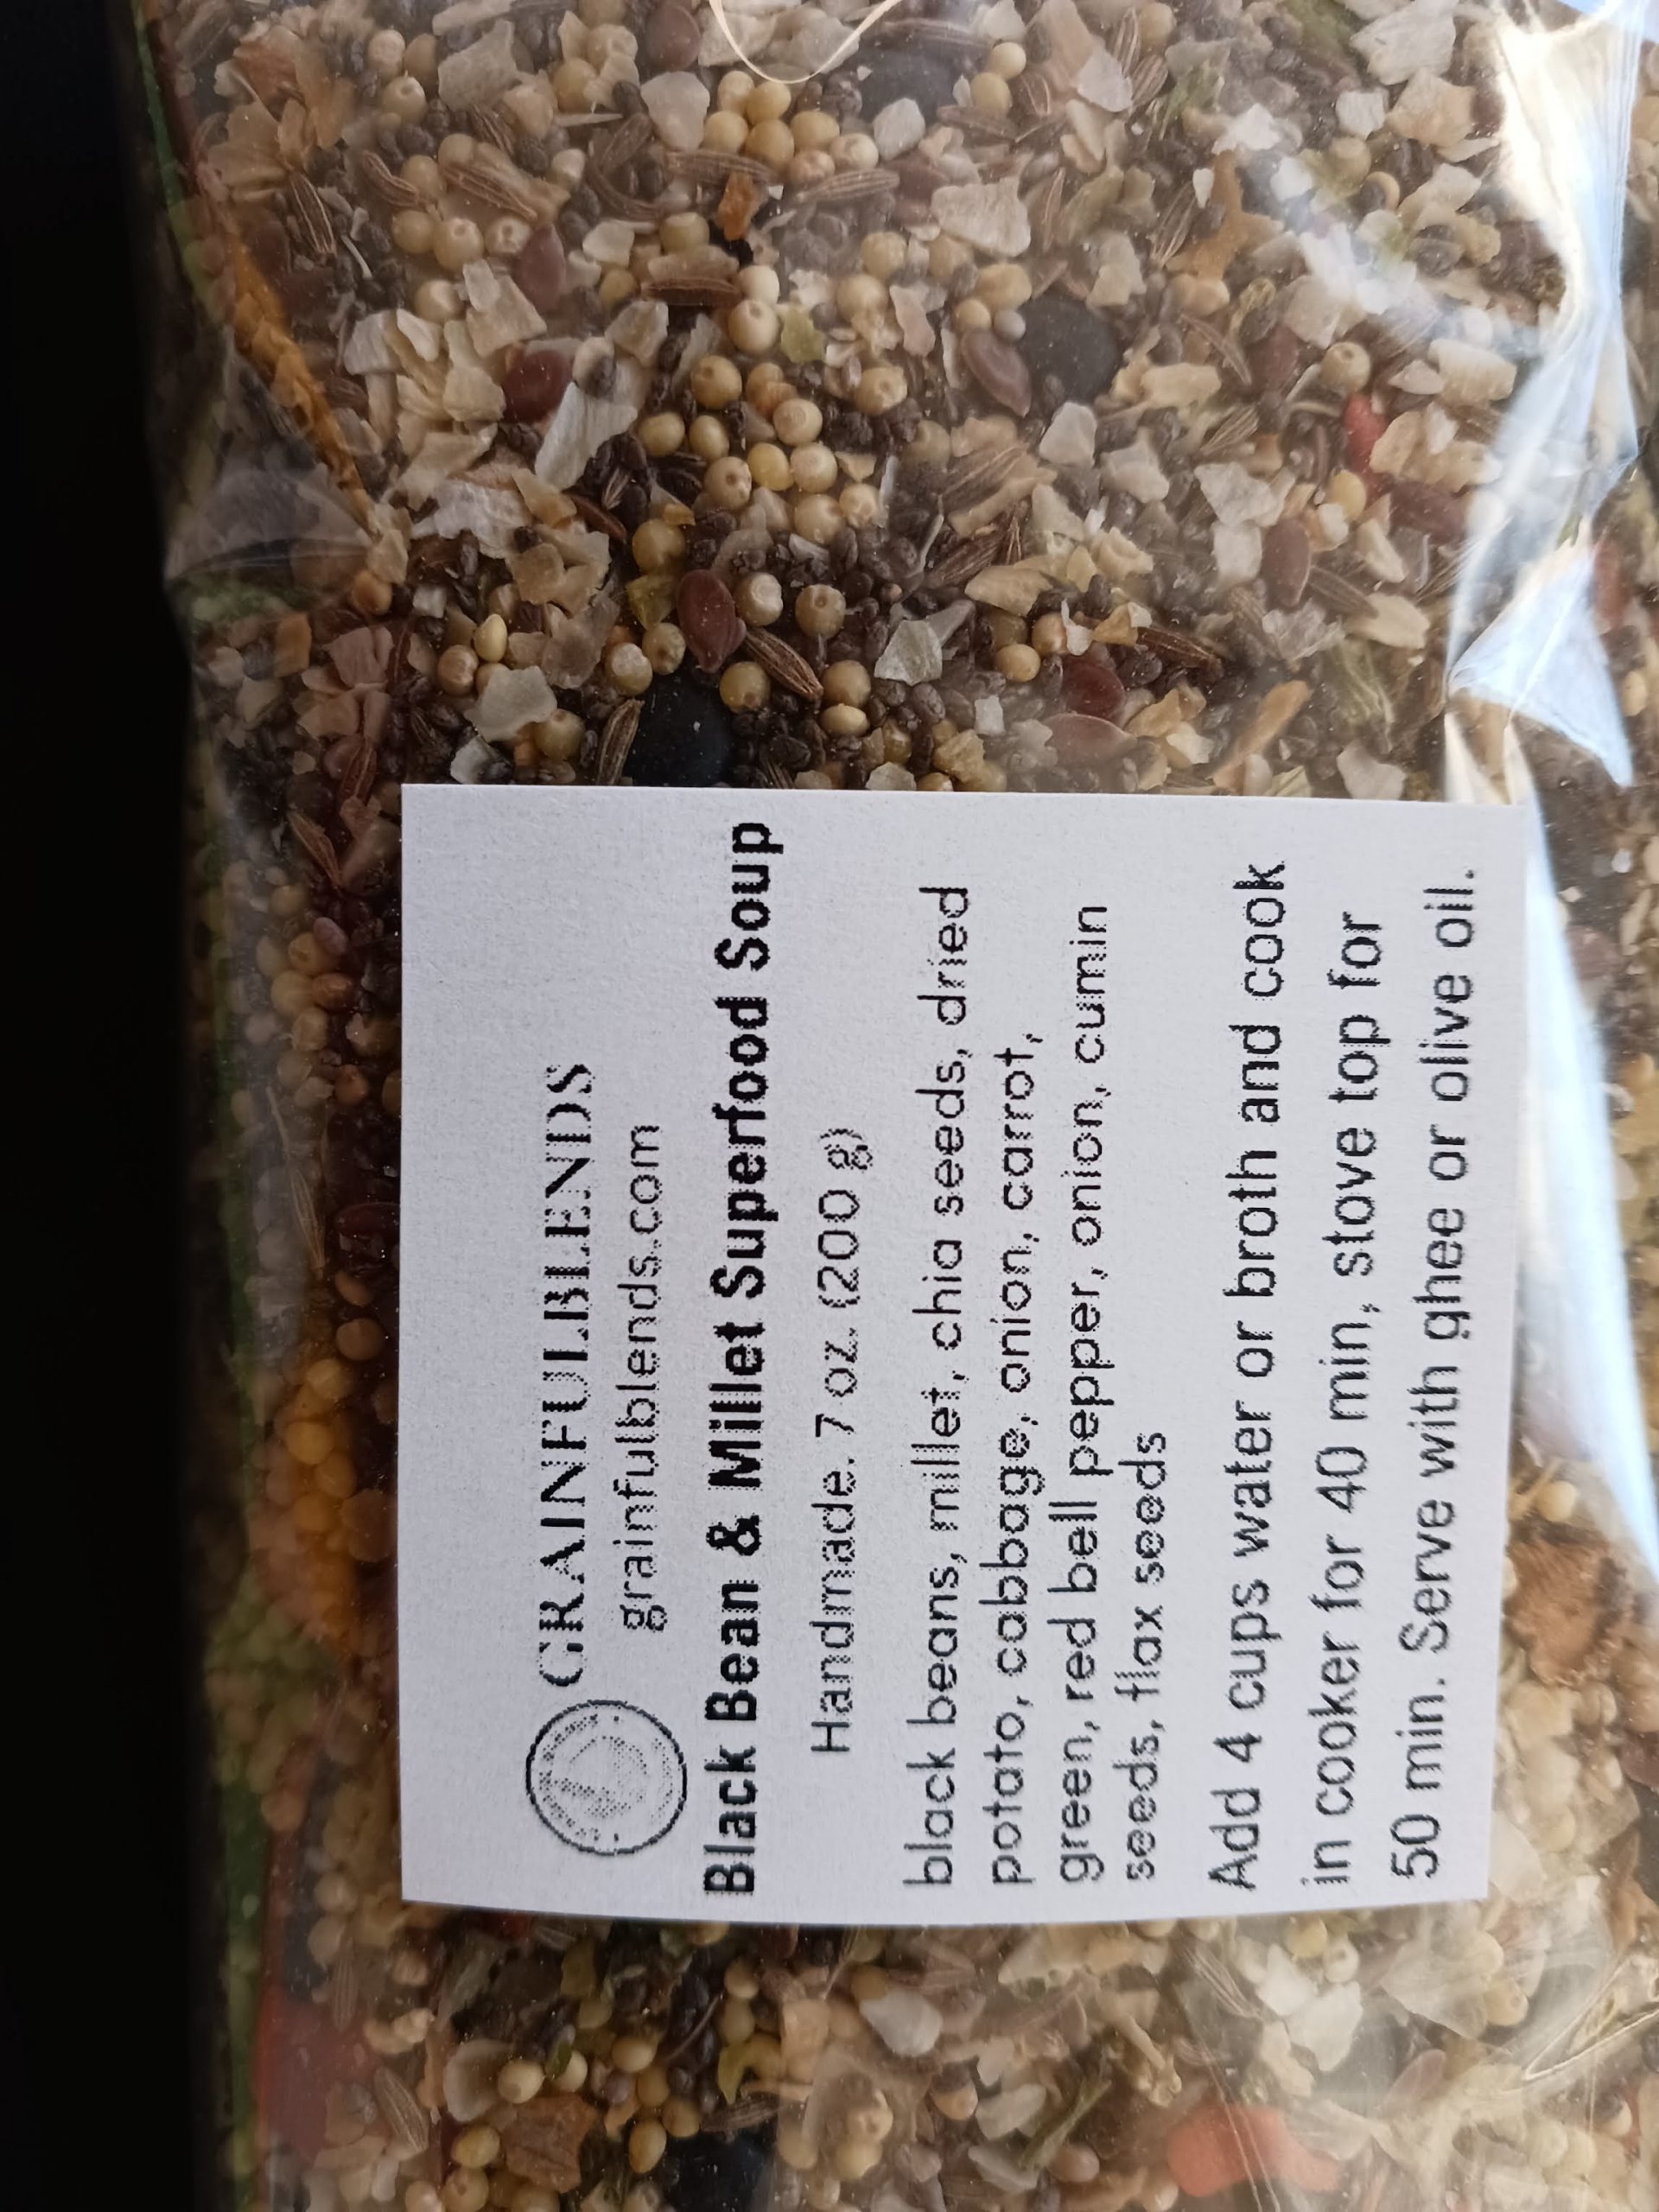 GRAINFULBLENDS
grainfulblends.com
Black Bean & Millet Superfood Soup
Handmade. 7 oz. (200 g)
black beans, millet, chia seeds, dried
potato, cabbage, onion, carrot,
green, red bell pepper, onion, cumin
seeds, flax seeds
Add 4 cups water or broth and cook
in cooker for 40 min, stove top for
50 min. Serve with ghee or olive oil.